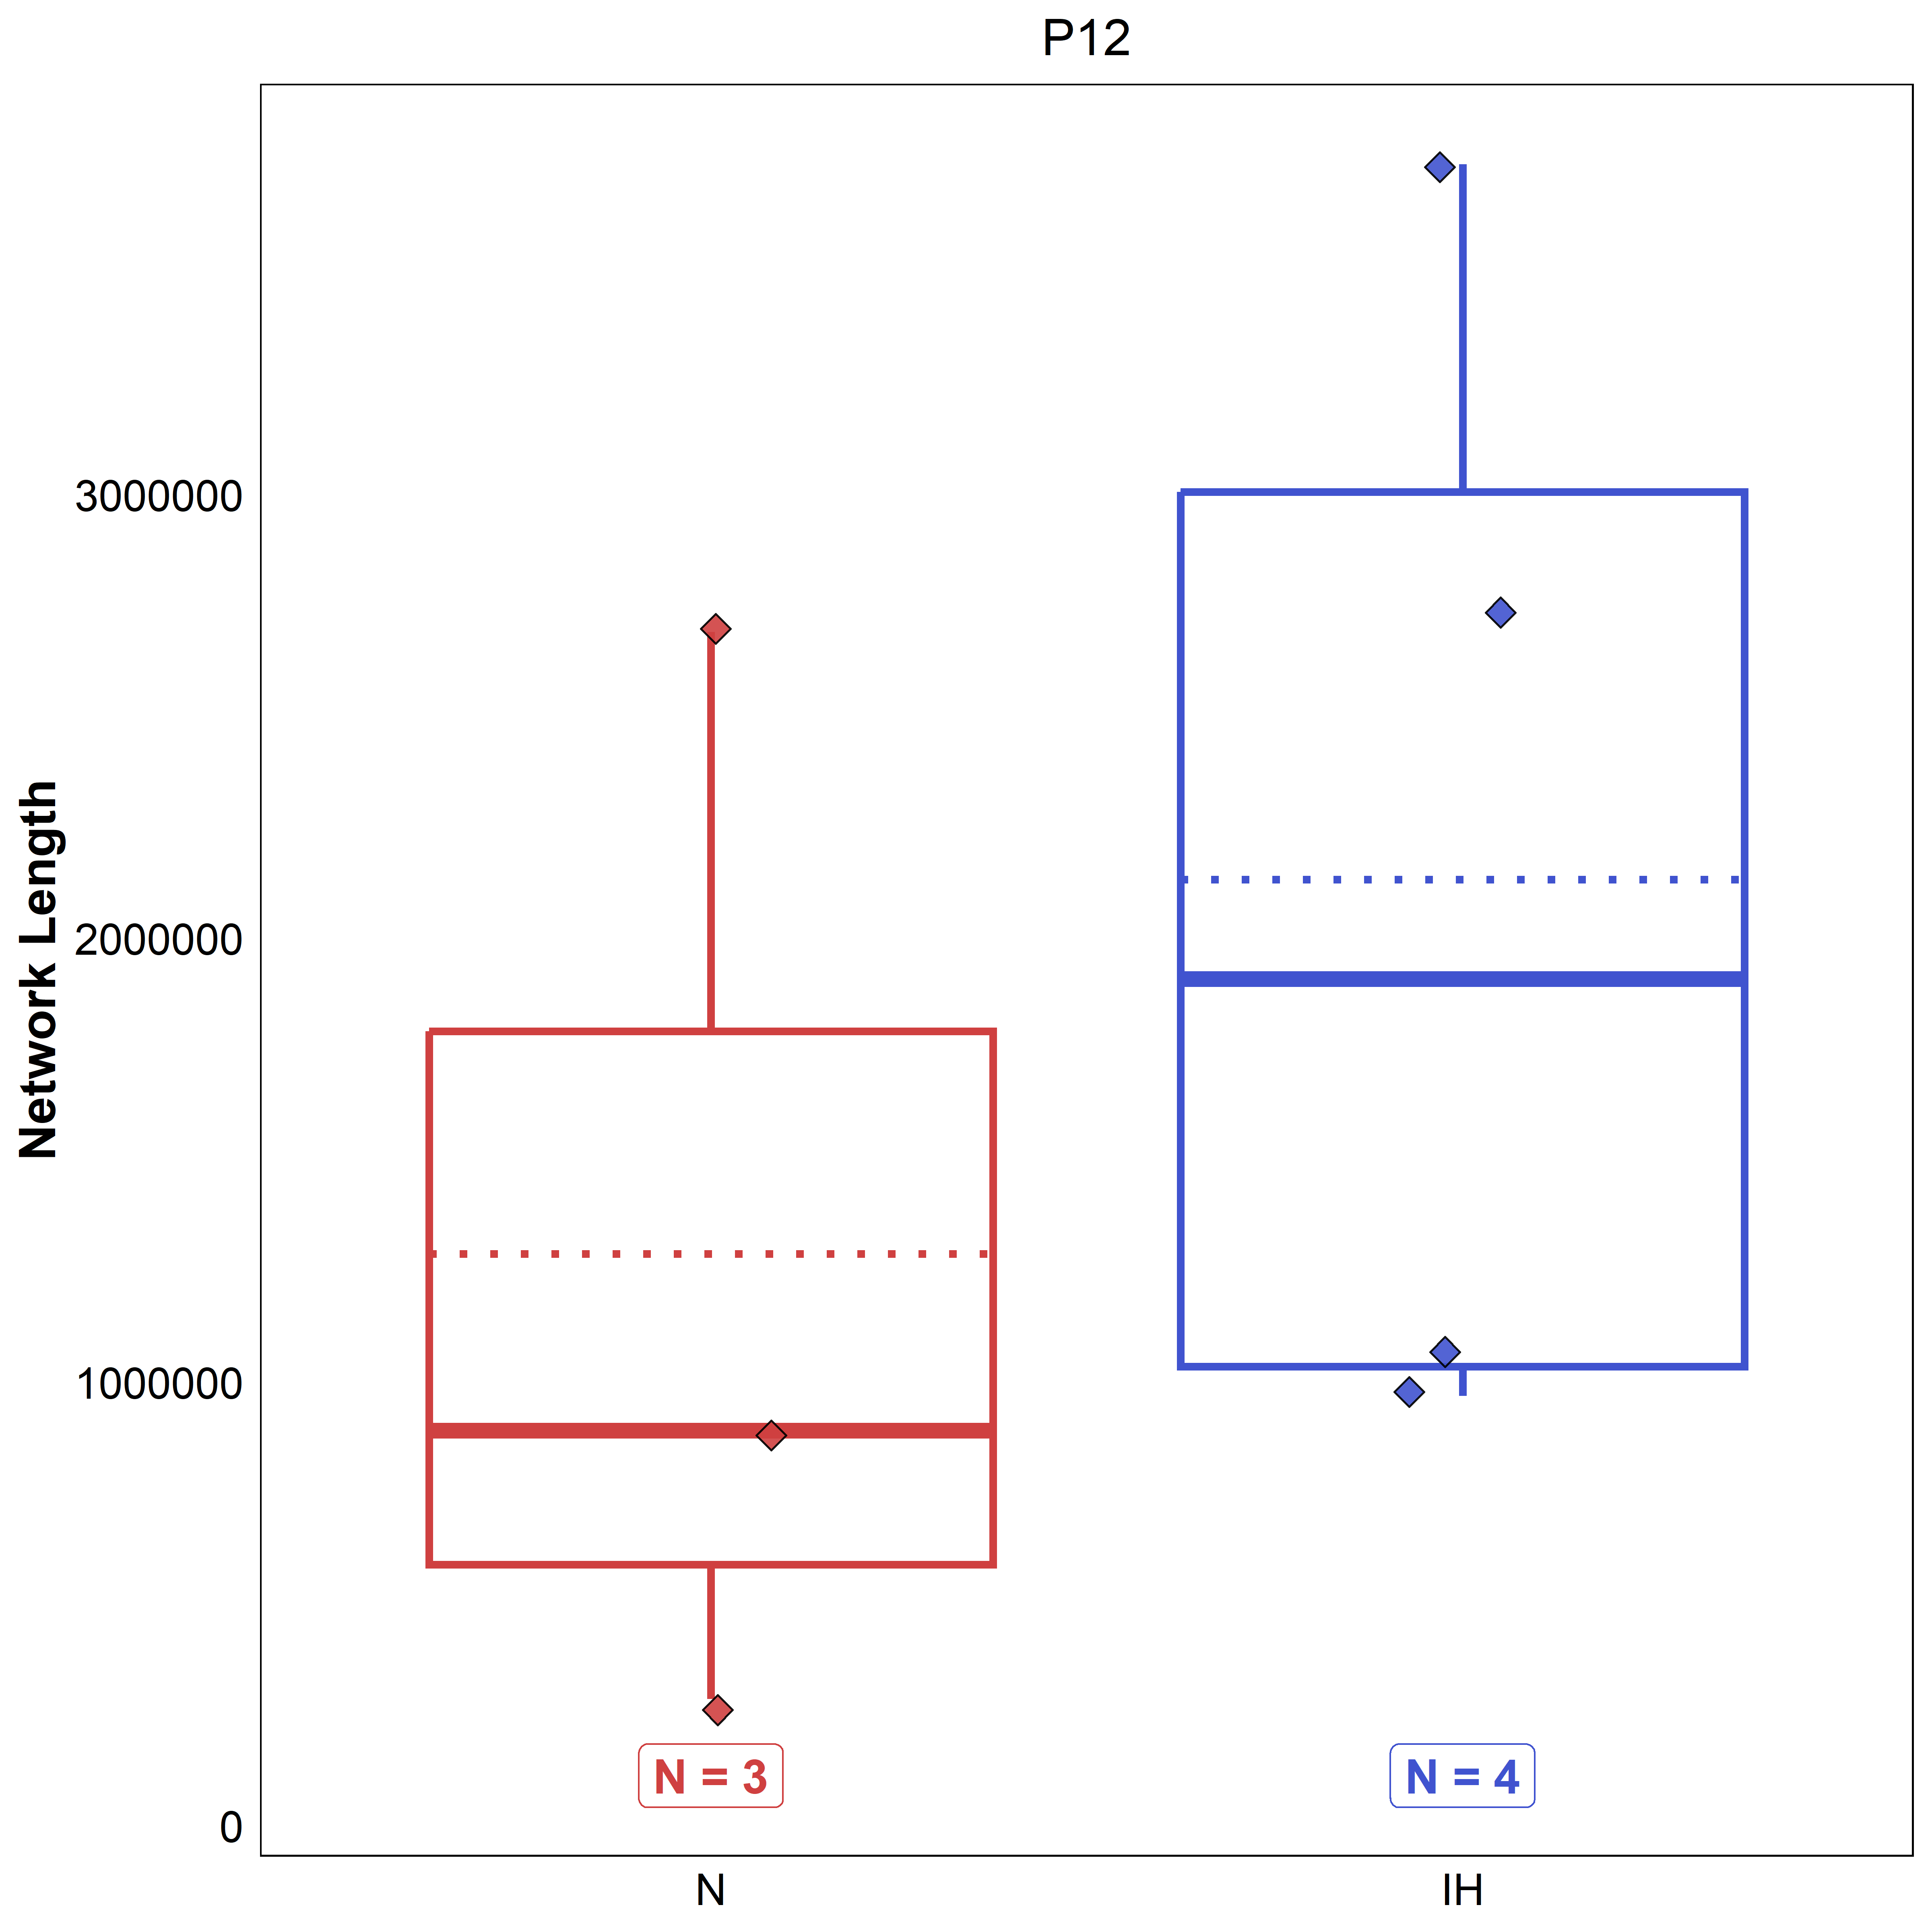 P12
Network Length
3000000
2000000
1000000
0
N = 3
N = 4
N
IH